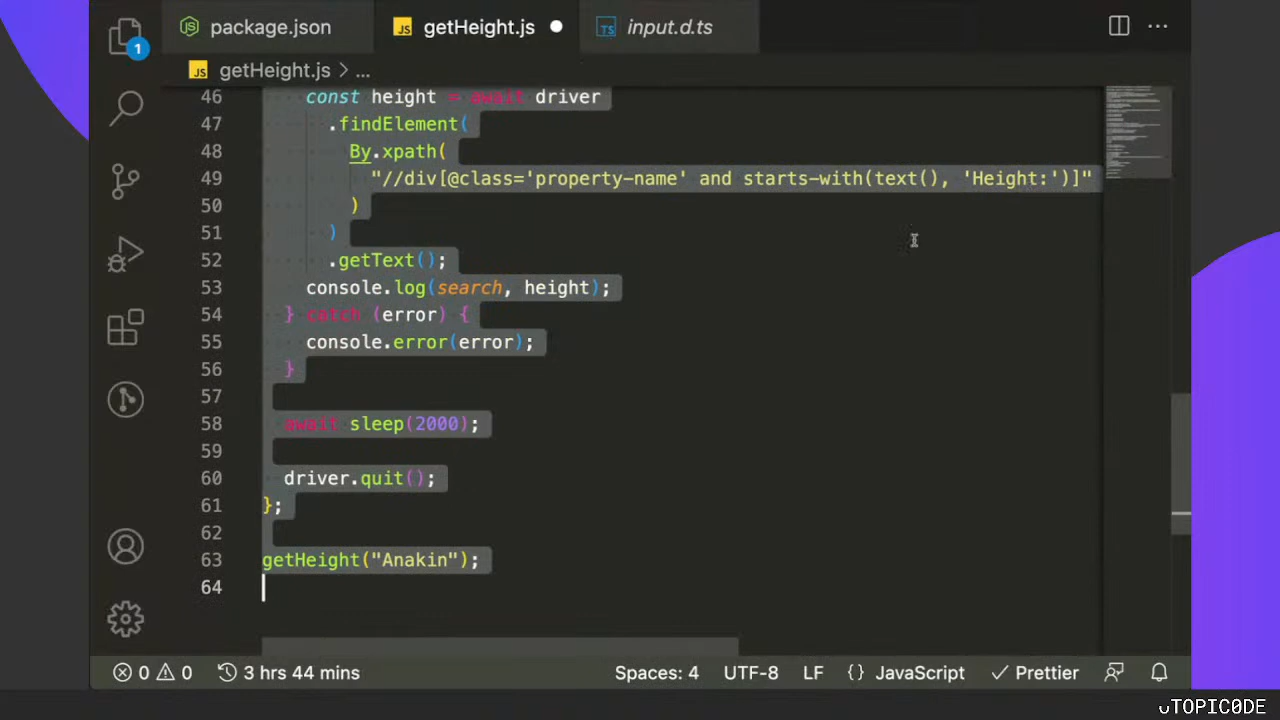 package.json
getHeight.js
input.d.ts
1
getHeight.js > ...
46 const height = await driver
47 .findElement(
48 By.xpath(
49 "//div[@class='property-name' and starts-with(text(), 'Height:')]"
50 )
51 )
52 .getText();
53 console.log(search, height);
54 } catch (error) {
55 console.error(error);
56 }
57
58 await sleep(2000);
59
60 driver.quit();
61 };
62
63 getHeight("Anakin");
64
0 0 3 hrs 44 mins Spaces: 4 UTF-8 LF {} JavaScript ✓ Prettier